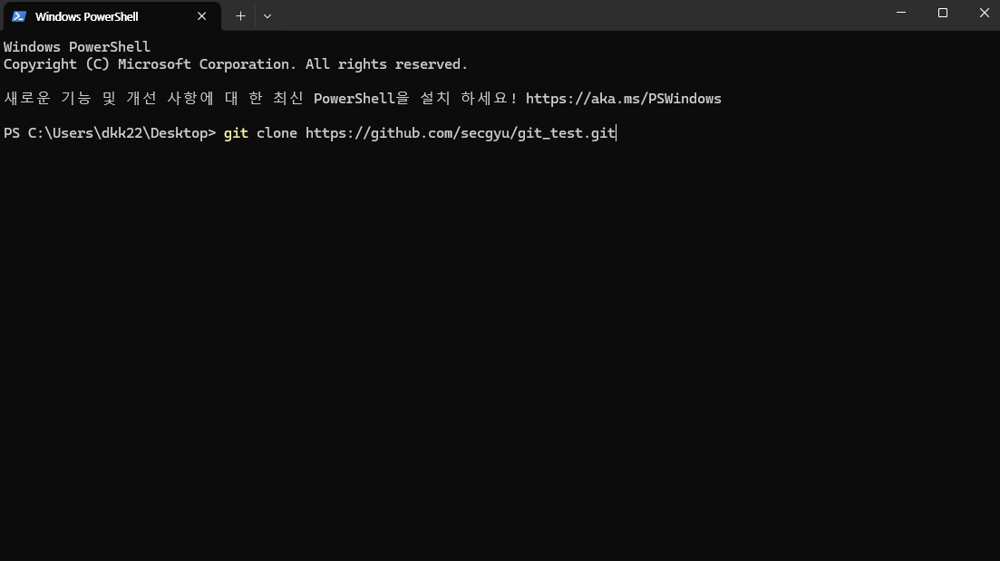 Windows PowerShell
Windows PowerShell
Copyright (C) Microsoft Corporation. All rights reserved.
새로운 기능 및 개선 사항에 대 한 최신 PowerShell을 설치 하세요! https://aka.ms/PSWindows
PS C:\Users\dkk22\Desktop> git clone https://github.com/secgyu/git_test.git